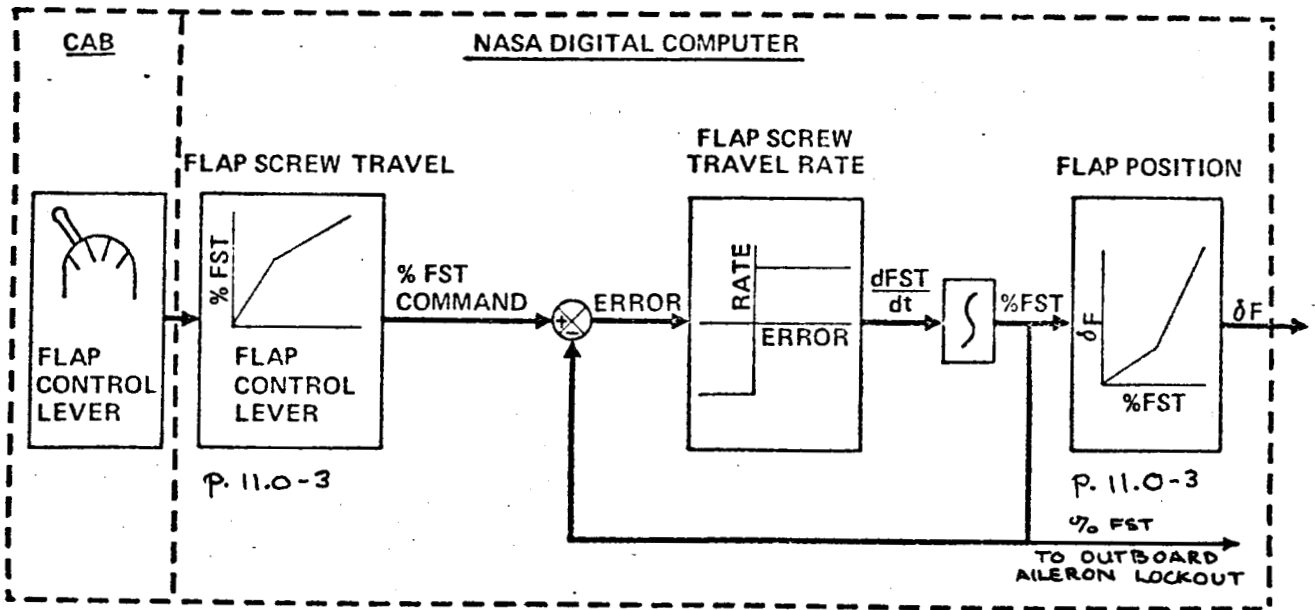 CAB
NASA DIGITAL COMPUTER
FLAP SCREW TRAVEL
FLAP SCREW
TRAVEL RATE
FLAP POSITION
FLAP
CONTROL
LEVER
% FST
FLAP
CONTROL
LEVER
% FST
COMMAND
+
-
ERROR
RATE
ERROR
dFST
dt
∫
%FST
δF
%FST
δF
p. 11.0-3
p. 11.0-3
% FST
TO OUTBOARD
AILERON LOCKOUT